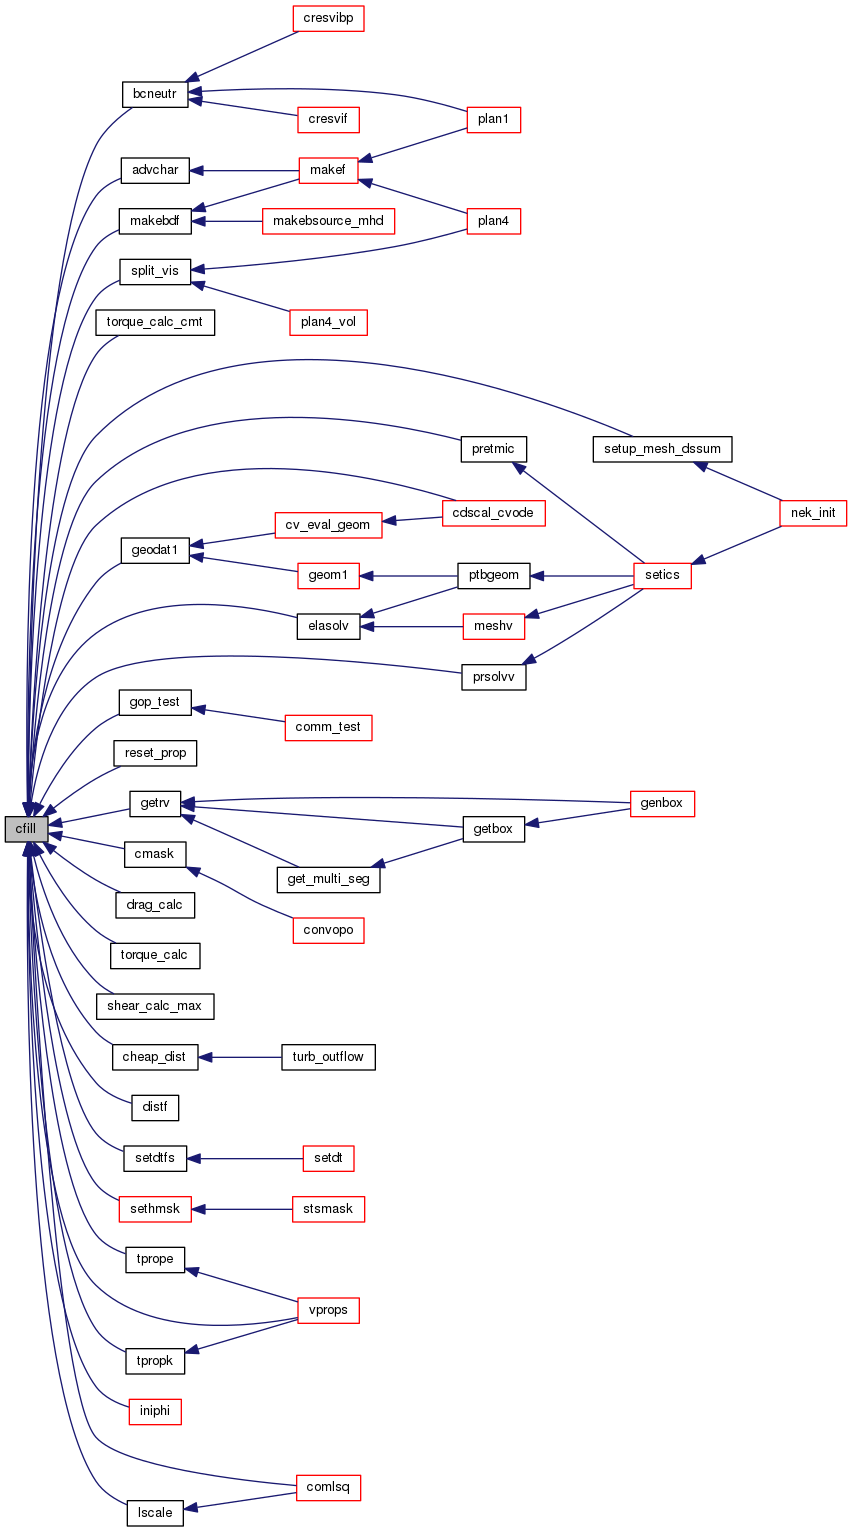 cresvibp
bcneutr
plan1
cresvif
advchar
makef
makebdf
makebsource_mhd
plan4
split_vis
torque_calc_cmt
plan4_vol
pretmic
setup_mesh_dssum
cdscal_cvode
nek_init
cv_eval_geom
geodat1
geom1
ptbgeom
setics
elasolv
meshv
prsolvv
gop_test
comm_test
reset_prop
getrv
genbox
cfill
getbox
cmask
get_multi_seg
drag_calc
convopo
torque_calc
shear_calc_max
cheap_dist
turb_outflow
distf
setdtfs
setdt
sethmsk
stsmask
tprope
vprops
tpropk
iniphi
comlsq
lscale